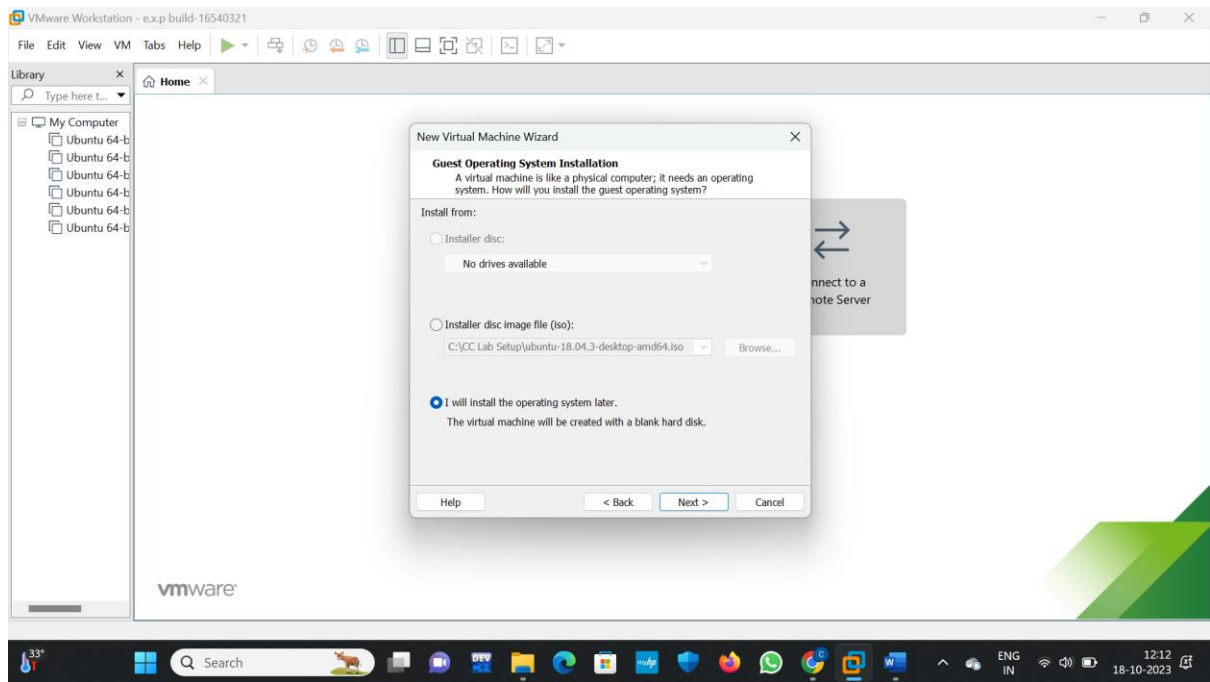 VMware Workstation - e.x.p build-16540321
File Edit View VM Tabs Help
Library
Home
Type here t...
My Computer
Ubuntu 64-b
Ubuntu 64-b
Ubuntu 64-b
Ubuntu 64-b
Ubuntu 64-b
Ubuntu 64-b
New Virtual Machine Wizard
Guest Operating System Installation
A virtual machine is like a physical computer; it needs an operating
system. How will you install the guest operating system?
Install from:
Installer disc:
No drives available
Installer disc image file (iso):
C:\CC Lab Setup\ubuntu-18.04.3-desktop-amd64.iso Browse...
I will install the operating system later.
The virtual machine will be created with a blank hard disk.
Help < Back Next > Cancel
nnect to a
note Server
vmware
33°
Search
DEV
mhp
W
ENG
IN
12:12
18-10-2023